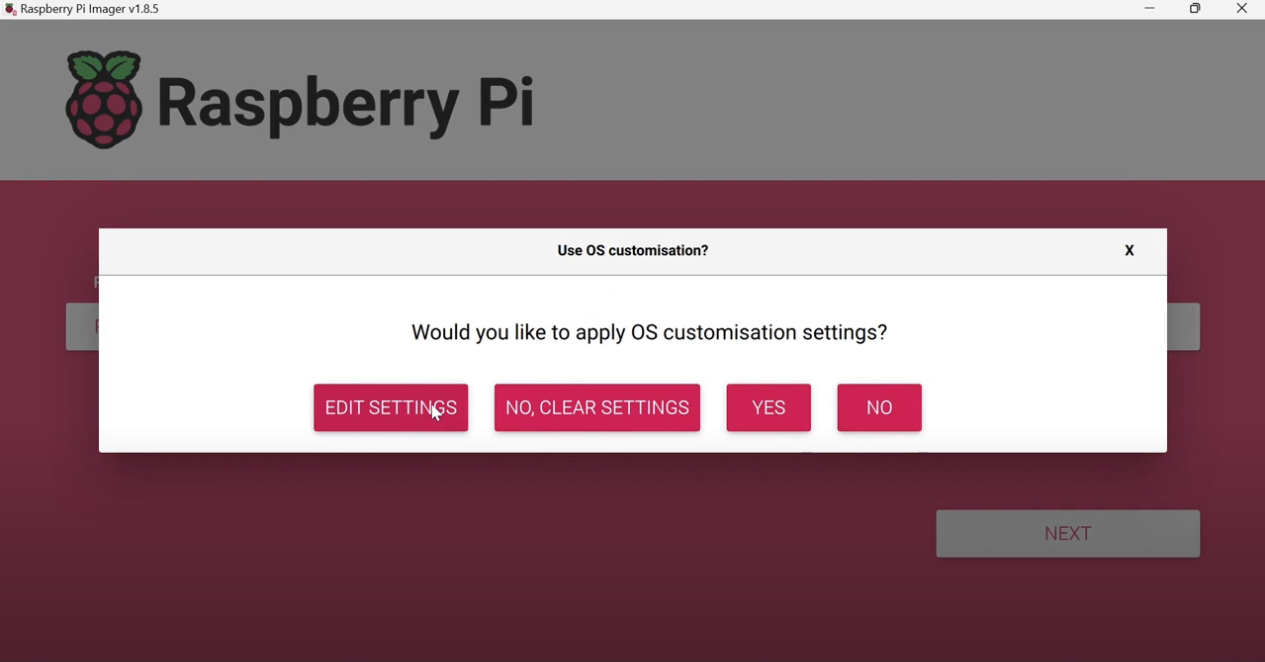 Raspberry Pi Imager v1.8.5
Raspberry Pi
Use OS customisation?
X
Would you like to apply OS customisation settings?
EDIT SETTINGS
NO, CLEAR SETTINGS
YES
NO
NEXT